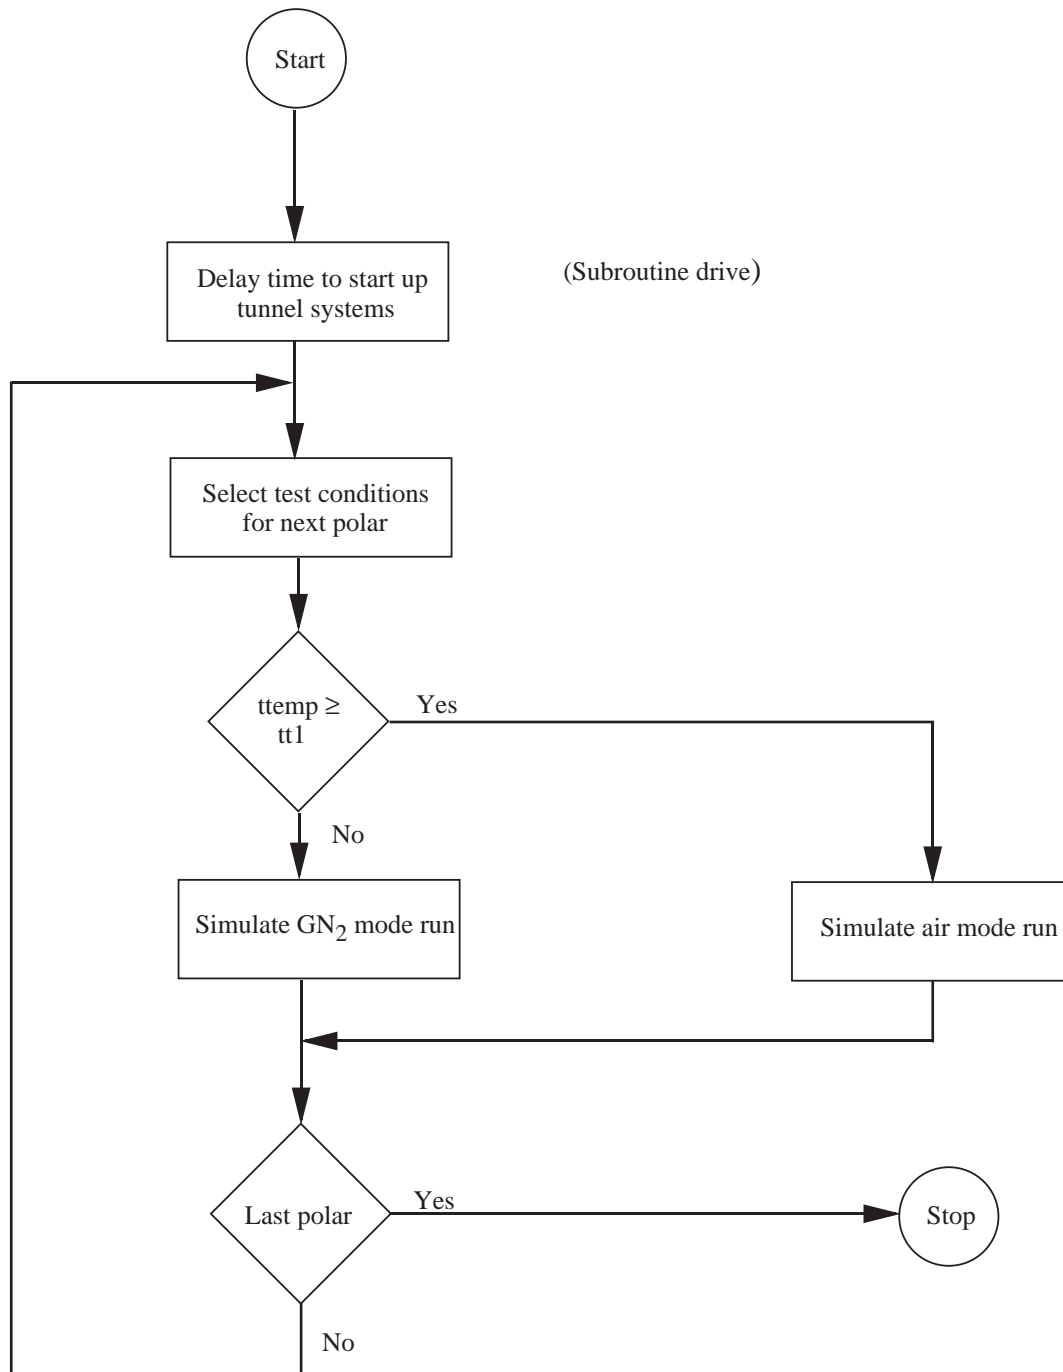 Start
Delay time to start up
tunnel systems
(Subroutine drive)
Select test conditions
for next polar
ttemp ≥
tt1
Yes
No
Simulate GN2 mode run
Simulate air mode run
Last polar
Yes
Stop
No